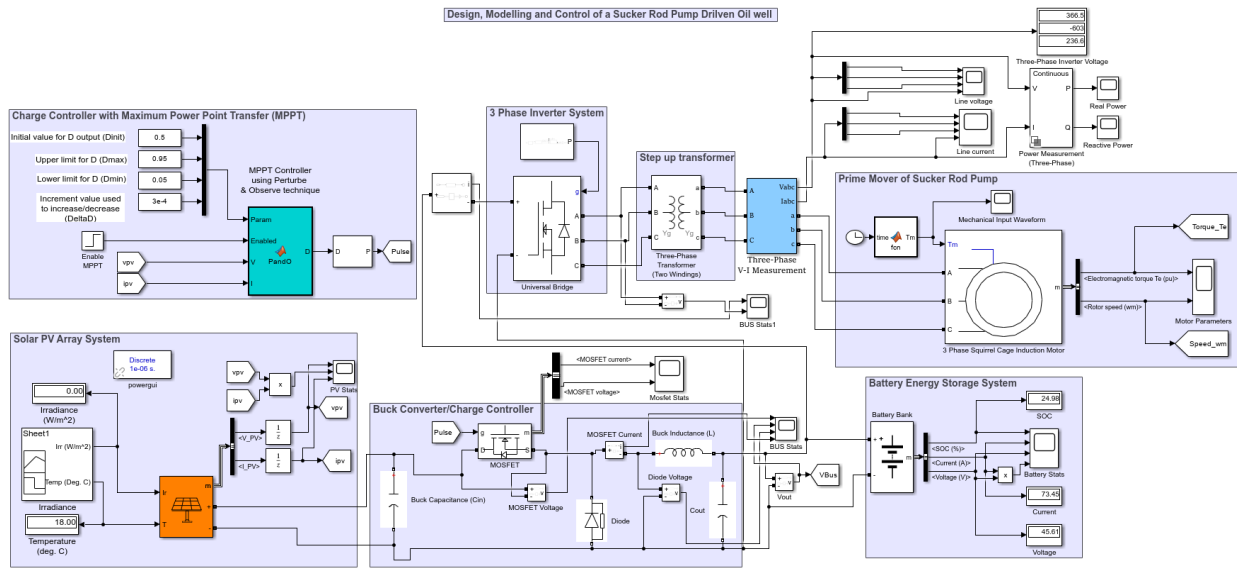 Design, Modelling and Control of a Sucker Rod Pump Driven Oil well
366.5
-603
236.6
Three-Phase Inverter Voltage
Continuous
V
P
I
Q
Power Measurement
(Three-Phase)
Real Power
Reactive Power
Line voltage
Line current
Charge Controller with Maximum Power Point Transfer (MPPT)
Initial value for D output (Dinit)
0.5
Upper limit for D (Dmax)
0.95
Lower limit for D (Dmin)
0.05
Increment value used
to increase/decrease
(DeltaD)
3e-4
MPPT Controller
using Perturbe
& Observe technique
Param
Enabled
V
I
D
PandO
Enable
MPPT
vpv
ipv
D
P
Pulse
3 Phase Inverter System
P
g
A
B
C
+
-
Universal Bridge
+
-
Step up transformer
A
B
C
a
b
c
Yg
Yg
Three-Phase
Transformer
(Two Windings)
A
B
C
Vabc
Iabc
a
b
c
Three-Phase
V-I Measurement
+
-
v
BUS Stats1
Prime Mover of Sucker Rod Pump
Mechanical Input Waveform
time
Tm
fcn
Tm
A
B
C
m
3 Phase Squirrel Cage Induction Motor
<Electromagnetic torque Te (pu)>
<Rotor speed (wm)>
Torque_Te
Motor Parameters
Speed_wm
Solar PV Array System
Discrete
1e-06 s.
powergui
0.00
Irradiance
(W/m^2)
Sheet1
Irr (W/m^2)
Temp (Deg. C)
Irradiance
18.00
Temperature
(deg. C)
Ir
T
m
+
-
vpv
ipv
x
<V_PV>
<I_PV>
1
z
1
z
PV Stats
vpv
ipv
Buck Converter/Charge Controller
<MOSFET current>
<MOSFET voltage>
Mosfet Stats
Pulse
g
m
D
S
MOSFET
Buck Capacitance (Cin)
+
-
v
MOSFET Voltage
MOSFET Current
Buck Inductance (L)
Diode
Diode Voltage
+
-
v
Cout
BUS Stats
+
-
v
Vout
VBus
Battery Energy Storage System
Battery Bank
+
-
m
<SOC (%)>
<Current (A)>
<Voltage (V)>
24.98
SOC
x
Battery Stats
73.45
Current
45.61
Voltage